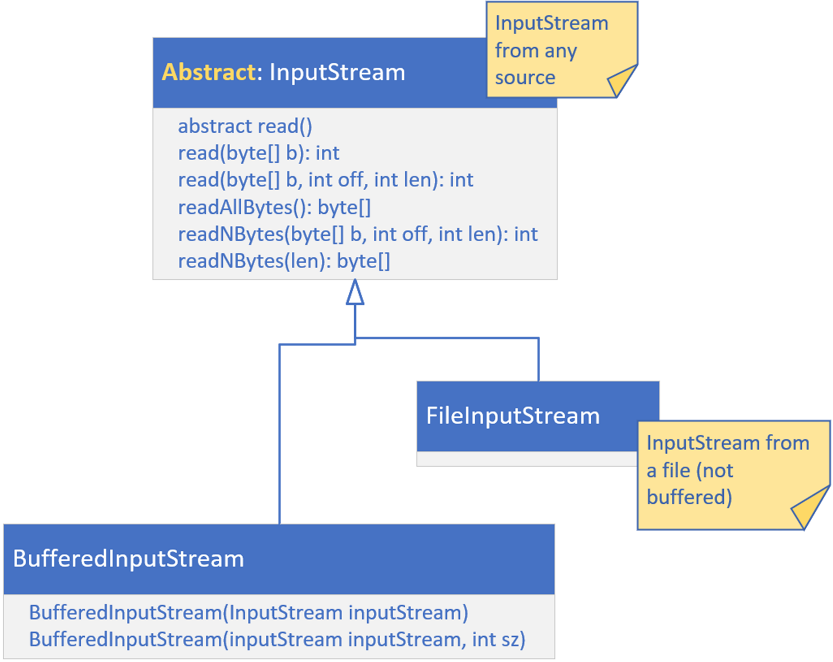 InputStream
from any
source
Abstract: InputStream
abstract read()
read(byte[] b): int
read(byte[] b, int off, int len): int
readAllBytes(): byte[]
readNBytes(byte[] b, int off, int len): int
readNBytes(len): byte[]
FileInputStream
InputStream from
a file (not
buffered)
BufferedInputStream
BufferedInputStream(InputStream inputStream)
BufferedInputStream(inputStream inputStream, int sz)